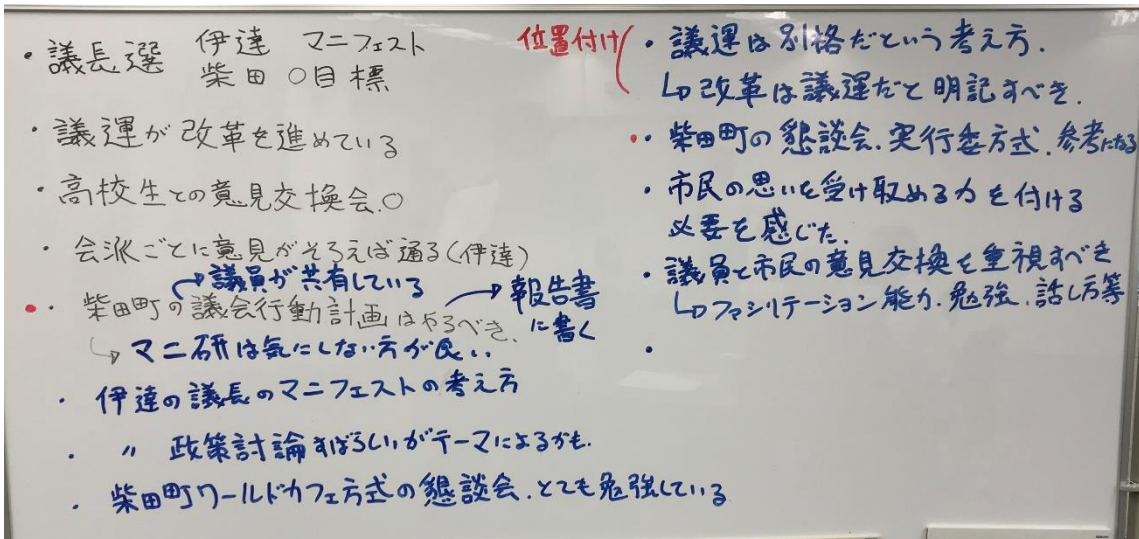 ・議長選 伊達 マニフェスト
柴田 〇目標
・議運が改革を進めている
・高校生との意見交換会.〇
・会派ごとに意見がそろえば通る(伊達)
→議員が共有している
・柴田町の議会行動計画はやるべき.
→報告書
に書く
↳マニ研は気にしない方が良い.
・伊達の議長のマニフェストの考え方
・〃 政策討論すばらしいがテーマによるかも.
・柴田町ワールドカフェ方式の懇談会.とても勉強している
位置付け
・議運は別格だという考え方.
↳改革は議運だと明記すべき.
・柴田町の懇談会.実行委方式.参考になる
・市民の思いを受け取める力を付ける
必要を感じた.
・議員と市民の意見交換を重視すべき
↳ファシリテーション能力.勉強.話し方等
・